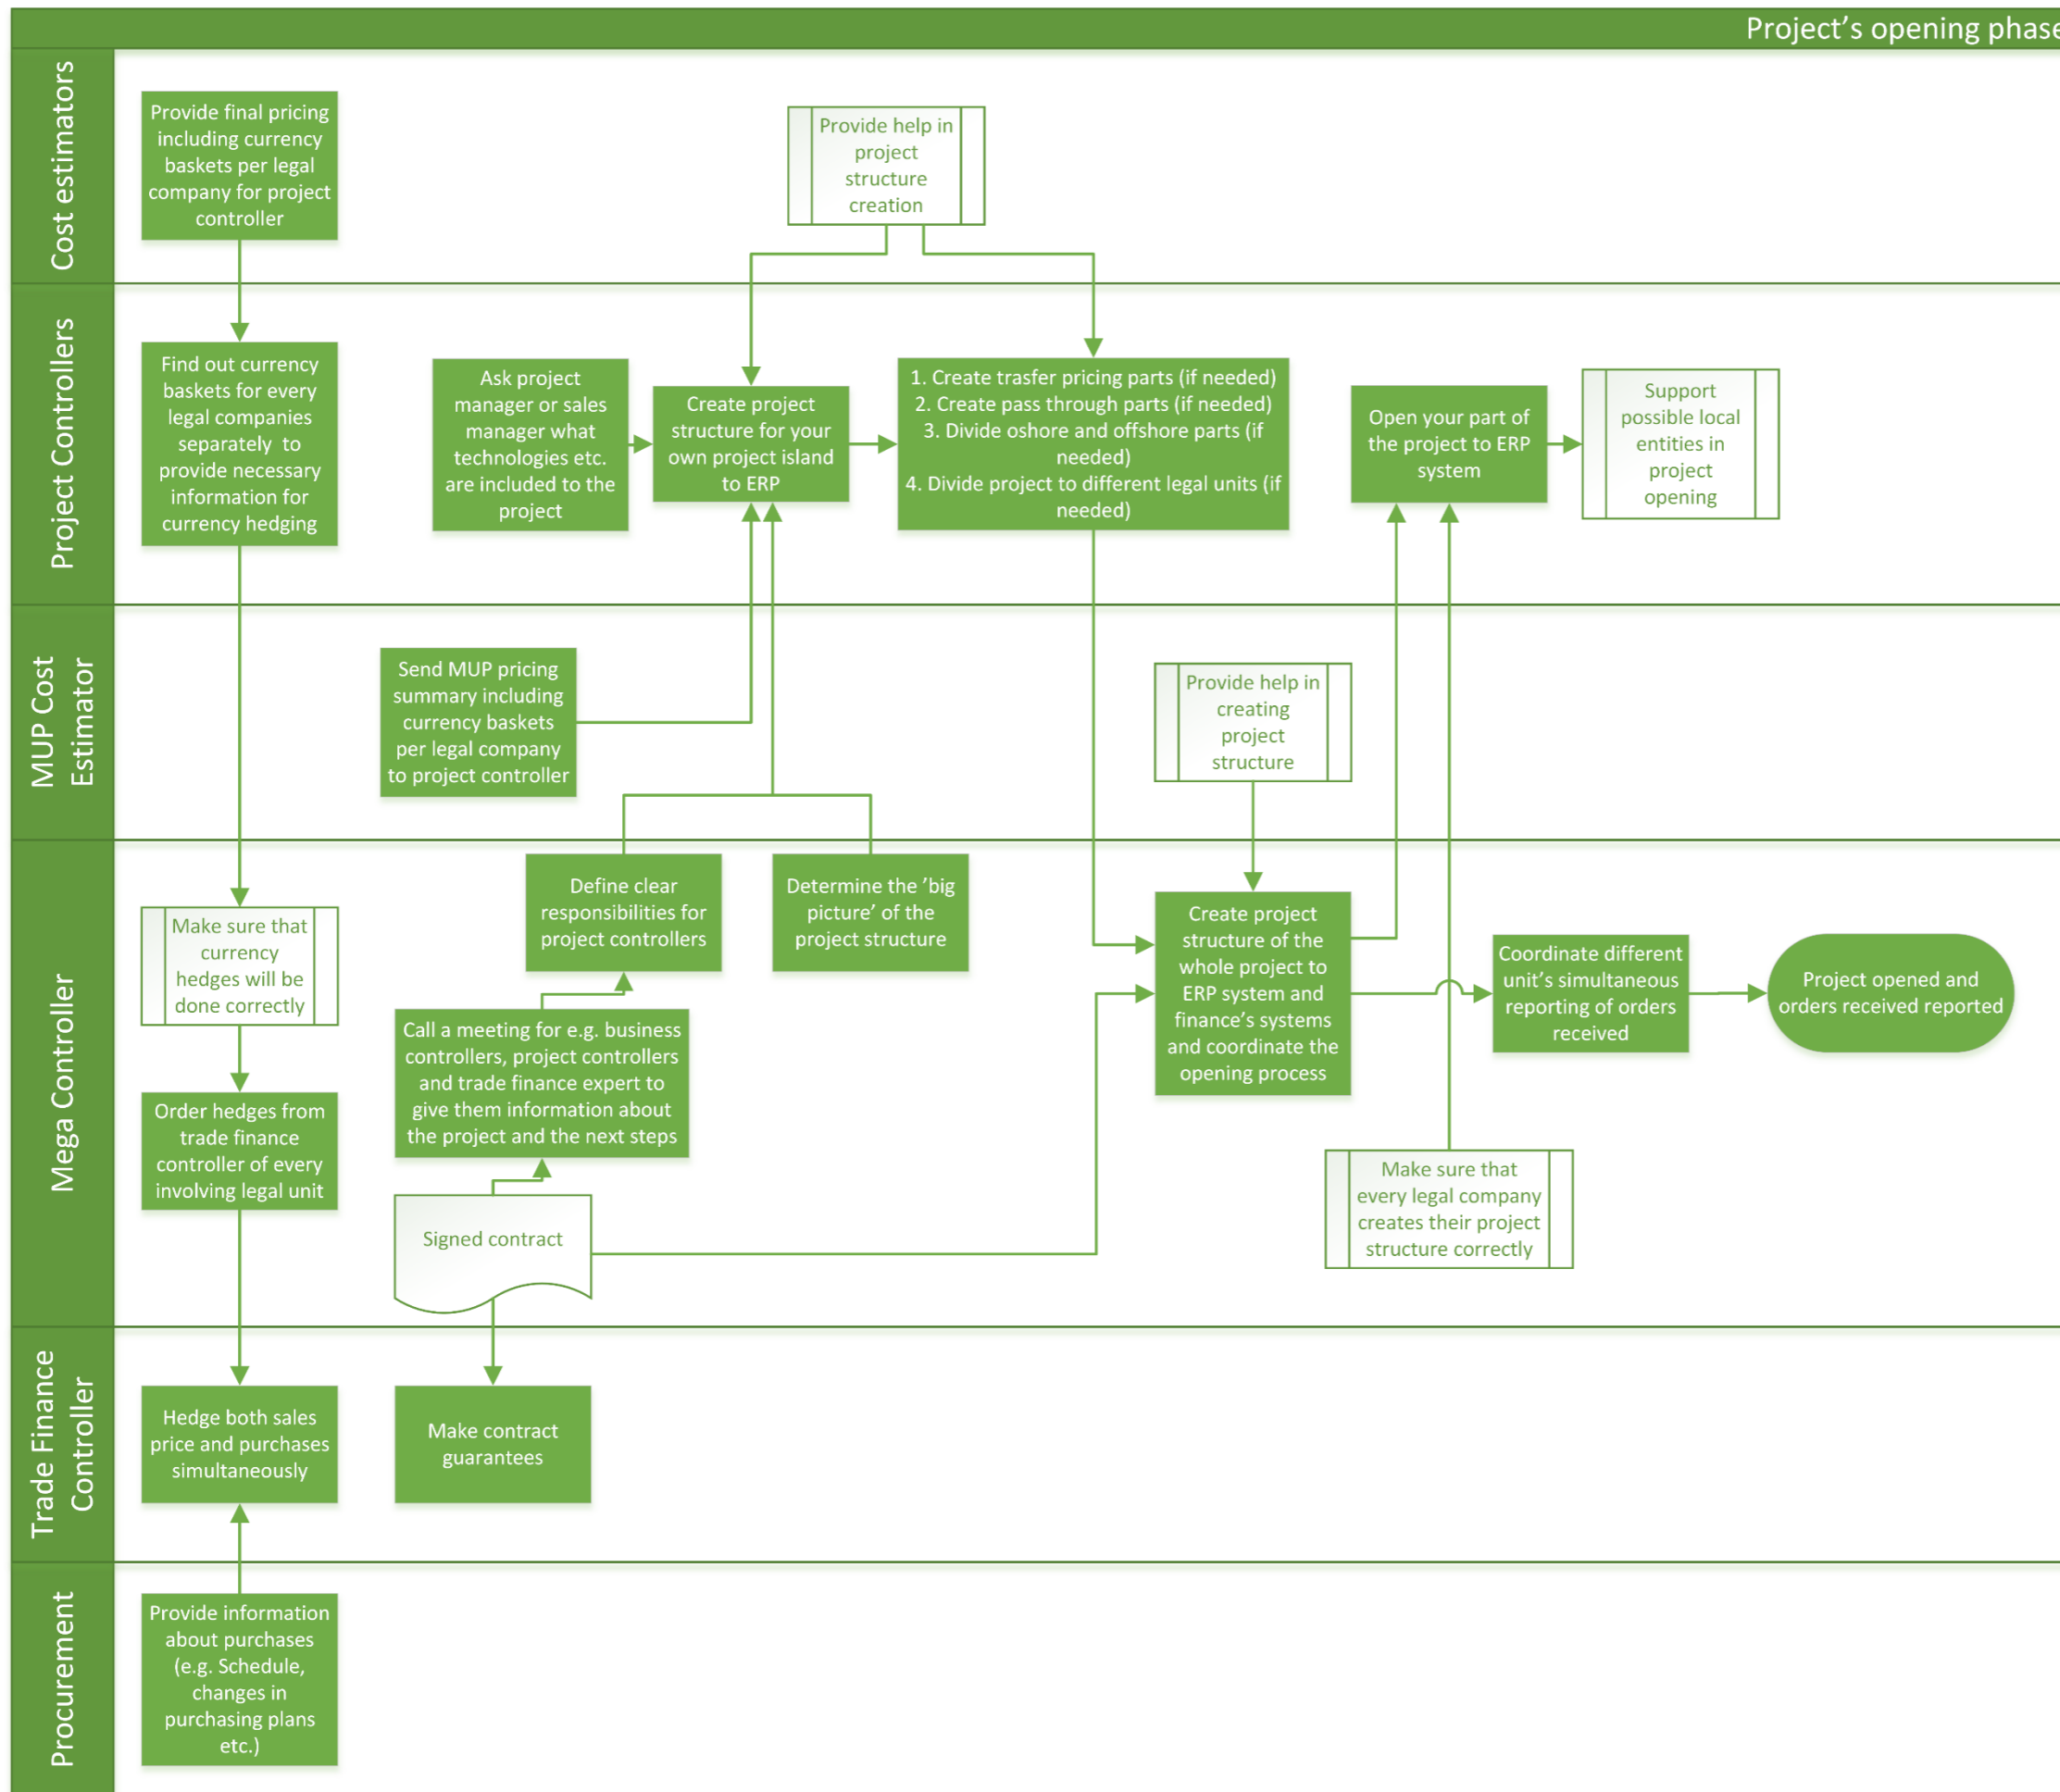 Project's opening phase
Cost estimators
Provide final pricing
including currency
baskets per legal
company for project
controller
Provide help in
project
structure
creation
Project Controllers
Find out currency
baskets for every
legal companies
separately to
provide necessary
information for
currency hedging
Ask project
manager or sales
manager what
technologies etc.
are included to the
project
Create project
structure for your
own project island
to ERP
1. Create trasfer pricing parts (if needed)
2. Create pass through parts (if needed)
3. Divide oshore and offshore parts (if
needed)
4. Divide project to different legal units (if
needed)
Open your part of
the project to ERP
system
Support
possible local
entities in
project
opening
MUP Cost
Estimator
Send MUP pricing
summary including
currency baskets
per legal company
to project controller
Provide help in
creating
project
structure
Mega Controller
Make sure that
currency
hedges will be
done correctly
Order hedges from
trade finance
controller of every
involving legal unit
Define clear
responsibilities for
project controllers
Determine the ’big
picture’ of the
project structure
Call a meeting for e.g. business
controllers, project controllers
and trade finance expert to
give them information about
the project and the next steps
Signed contract
Create project
structure of the
whole project to
ERP system and
finance’s systems
and coordinate the
opening process
Coordinate different
unit’s simultaneous
reporting of orders
received
Project opened and
orders received reported
Make sure that
every legal company
creates their project
structure correctly
Trade Finance
Controller
Hedge both sales
price and purchases
simultaneously
Make contract
guarantees
Procurement
Provide information
about purchases
(e.g. Schedule,
changes in
purchasing plans
etc.)